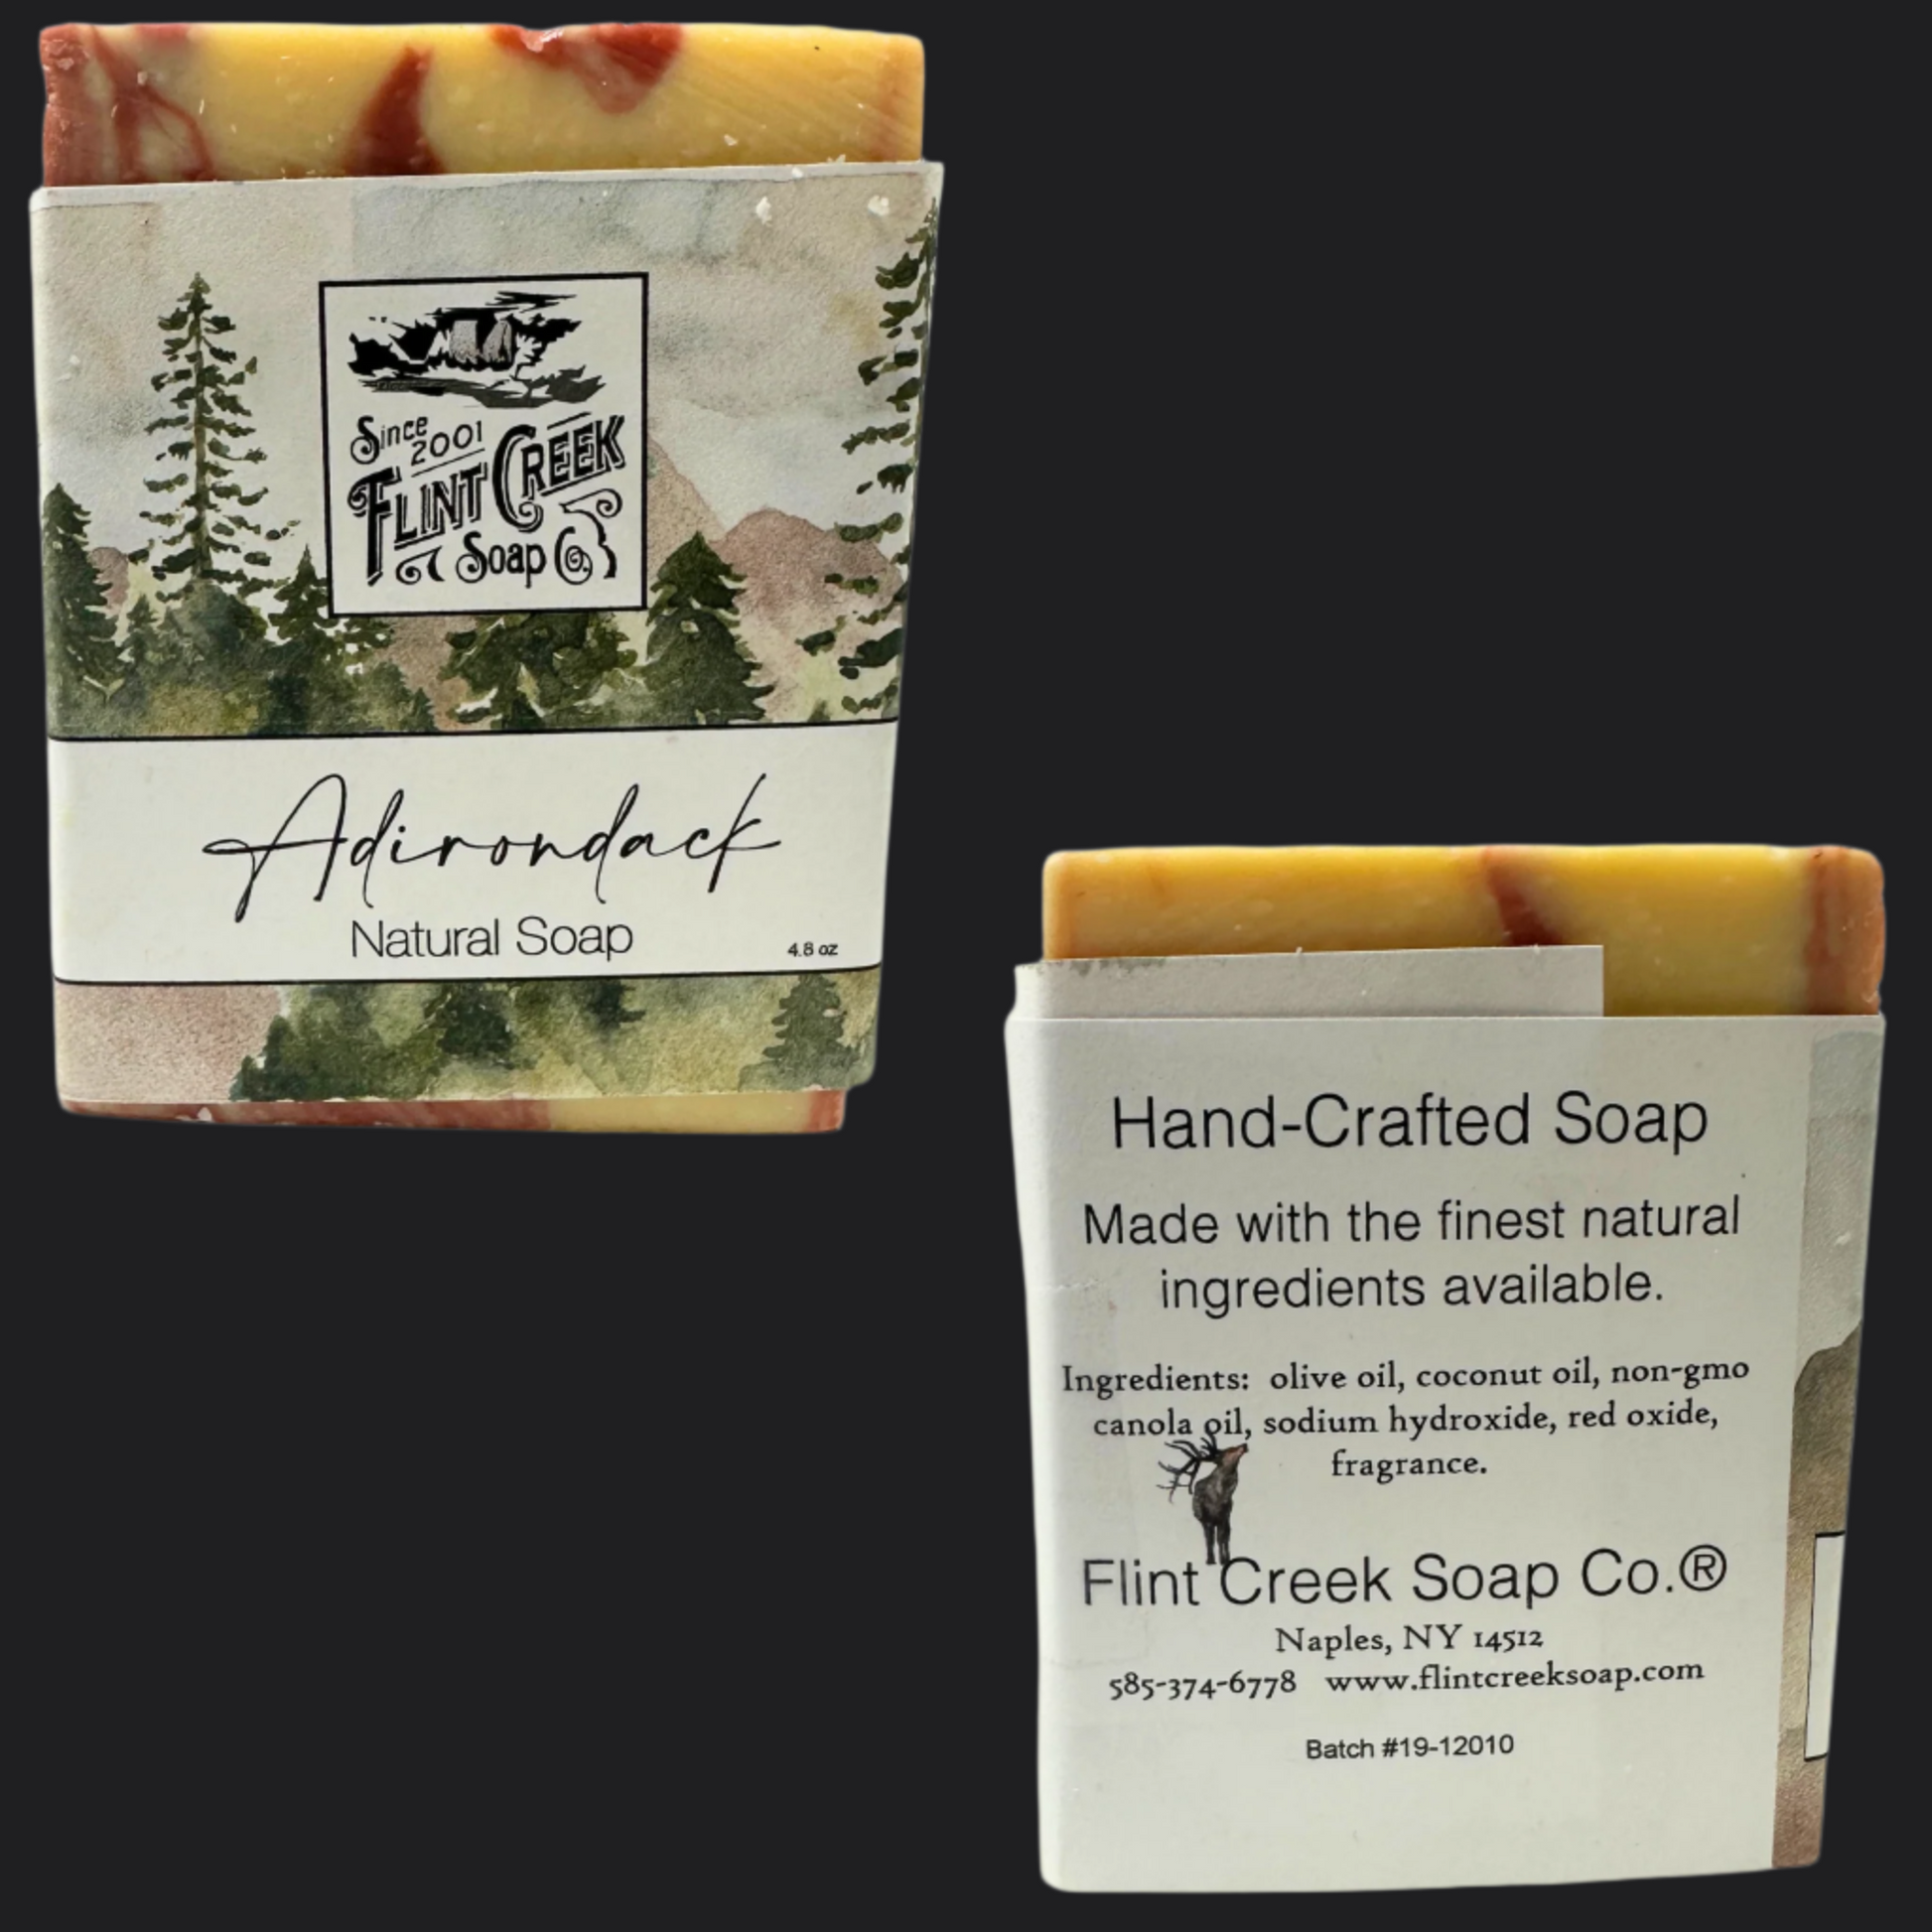 Since
2001
FLINT CREEK
Soap Co.
Adirondack
Natural Soap
4.8 oz
Hand-Crafted Soap
Made with the finest natural
ingredients available.
Ingredients: olive oil, coconut oil, non-gmo
canola oil, sodium hydroxide, red oxide,
fragrance.
Flint Creek Soap Co.®
Naples, NY 14512
585-374-6778 www.flintcreeksoap.com
Batch #19-12010